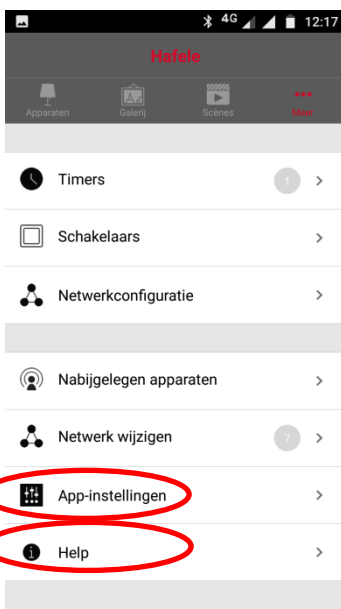 4G 12:17
Hafele
Apparaten Galerij Scènes Meer
Timers 1
Schakelaars
Netwerkconfiguratie
Nabijgelegen apparaten
Netwerk wijzigen 7
App-instellingen
Help